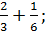 2/3 + 1/6;